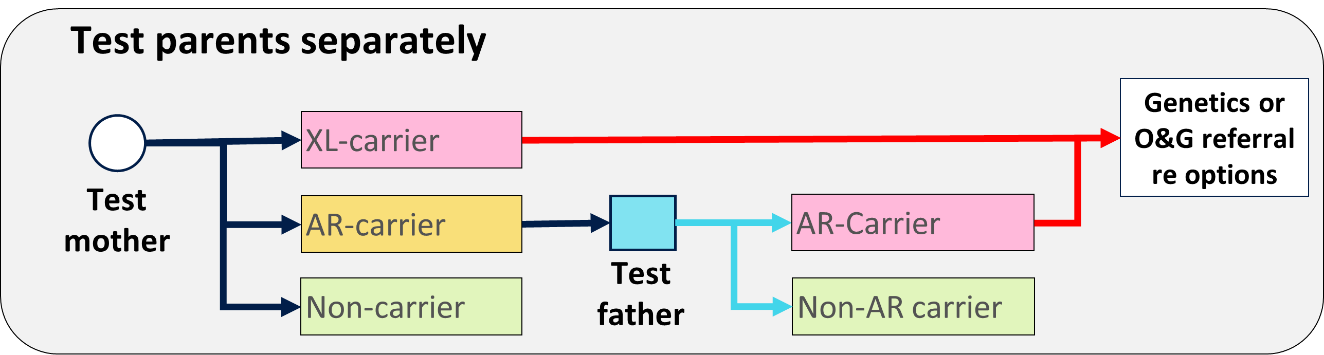 Test parents separately
XL-carrier
Genetics or
O&G referral
re options
Test
mother
AR-carrier
Test
father
AR-Carrier
Non-carrier
Non-AR carrier